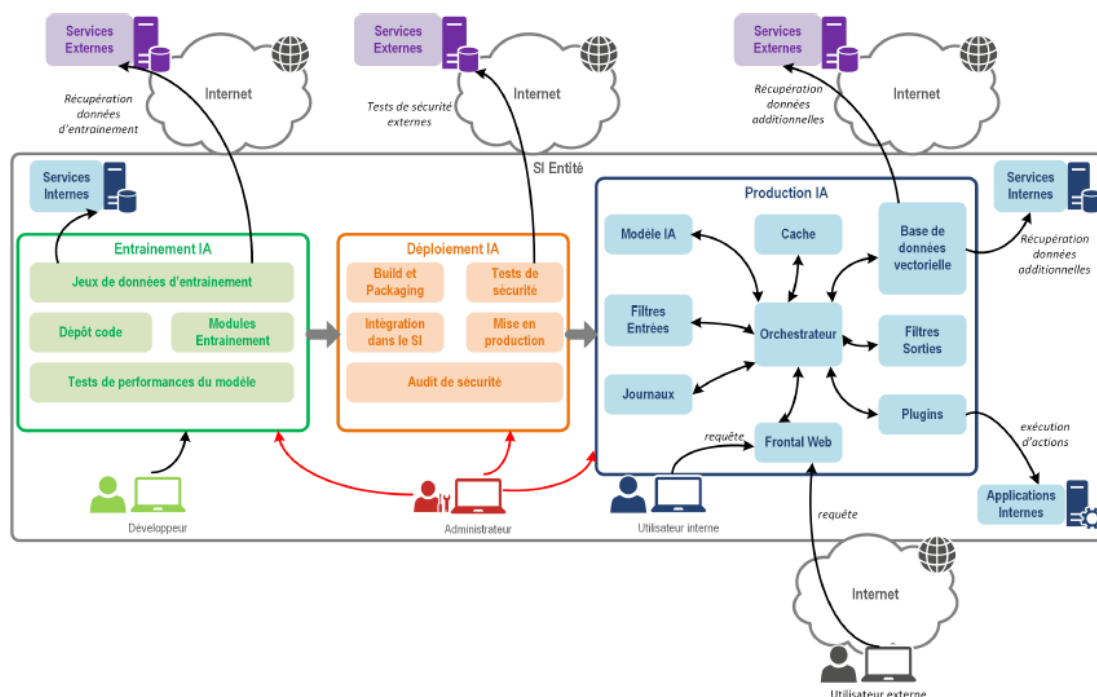 Services
Externes
Internet
Récupération
données
d'entrainement
Services
Externes
Internet
Tests de sécurité
externes
Services
Externes
Internet
Récupération
données
additionnelles
SI Entité
Services
Internes
Entrainement IA
Jeux de données d'entrainement
Dépôt code
Modules
Entrainement
Tests de performances du modèle
Déploiement IA
Build et
Packaging
Tests de
sécurité
Intégration
dans le SI
Mise en
production
Audit de sécurité
Production IA
Modèle IA
Cache
Base de
données
vectorielle
Filtres
Entrées
Orchestrateur
Filtres
Sorties
Journaux
Plugins
Frontal Web
Services
Internes
Récupération
données
additionnelles
exécution
d'actions
Applications
Internes
requête
Développeur
Administrateur
Utilisateur interne
requête
Internet
Utilisateur externe